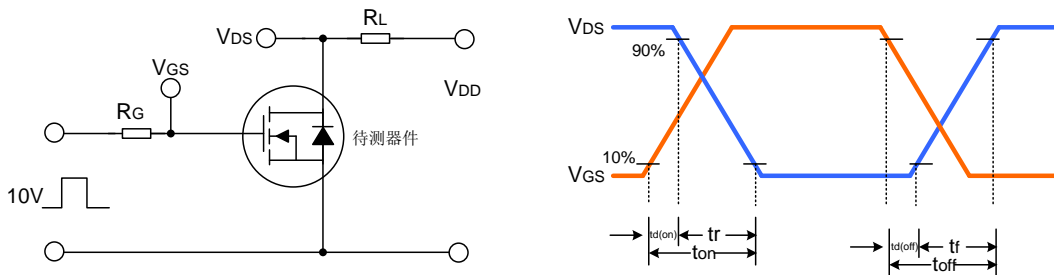 VDS
RL
VGS
VDD
RG
待测器件
10V
VDS
90%
10%
VGS
td(on)
tr
ton
td(off)
tf
toff